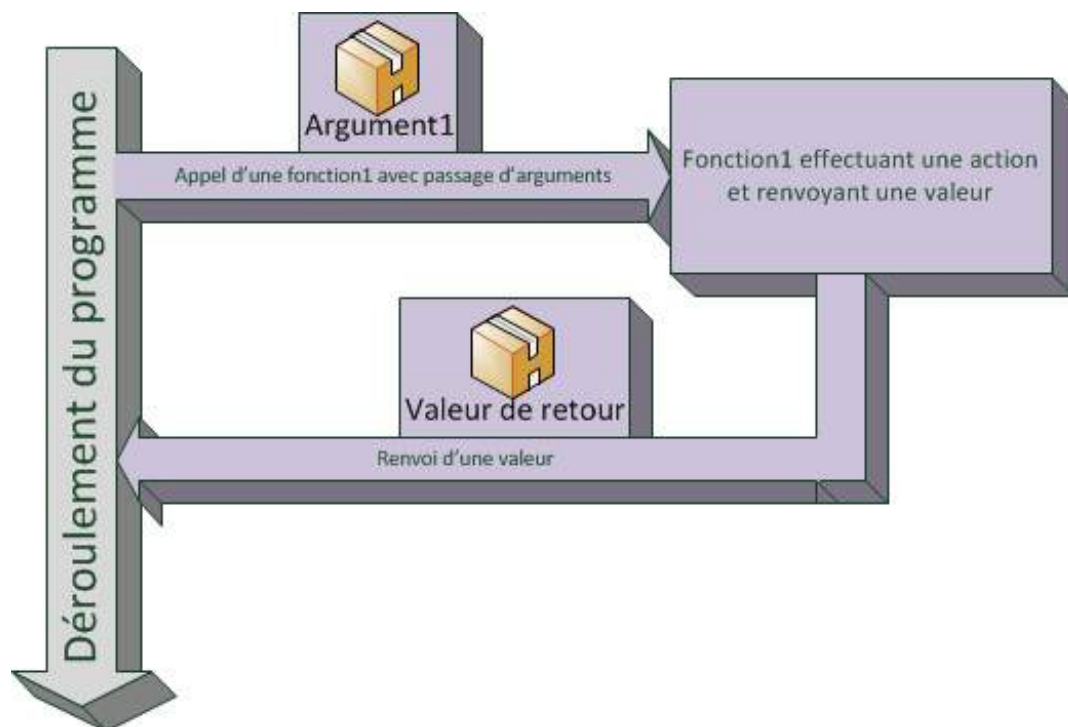 Argument1
Appel d'une fonction1 avec passage d'arguments
Fonction1 effectuant une action
et renvoyant une valeur
Déroulement du programme
Valeur de retour
Renvoi d'une valeur